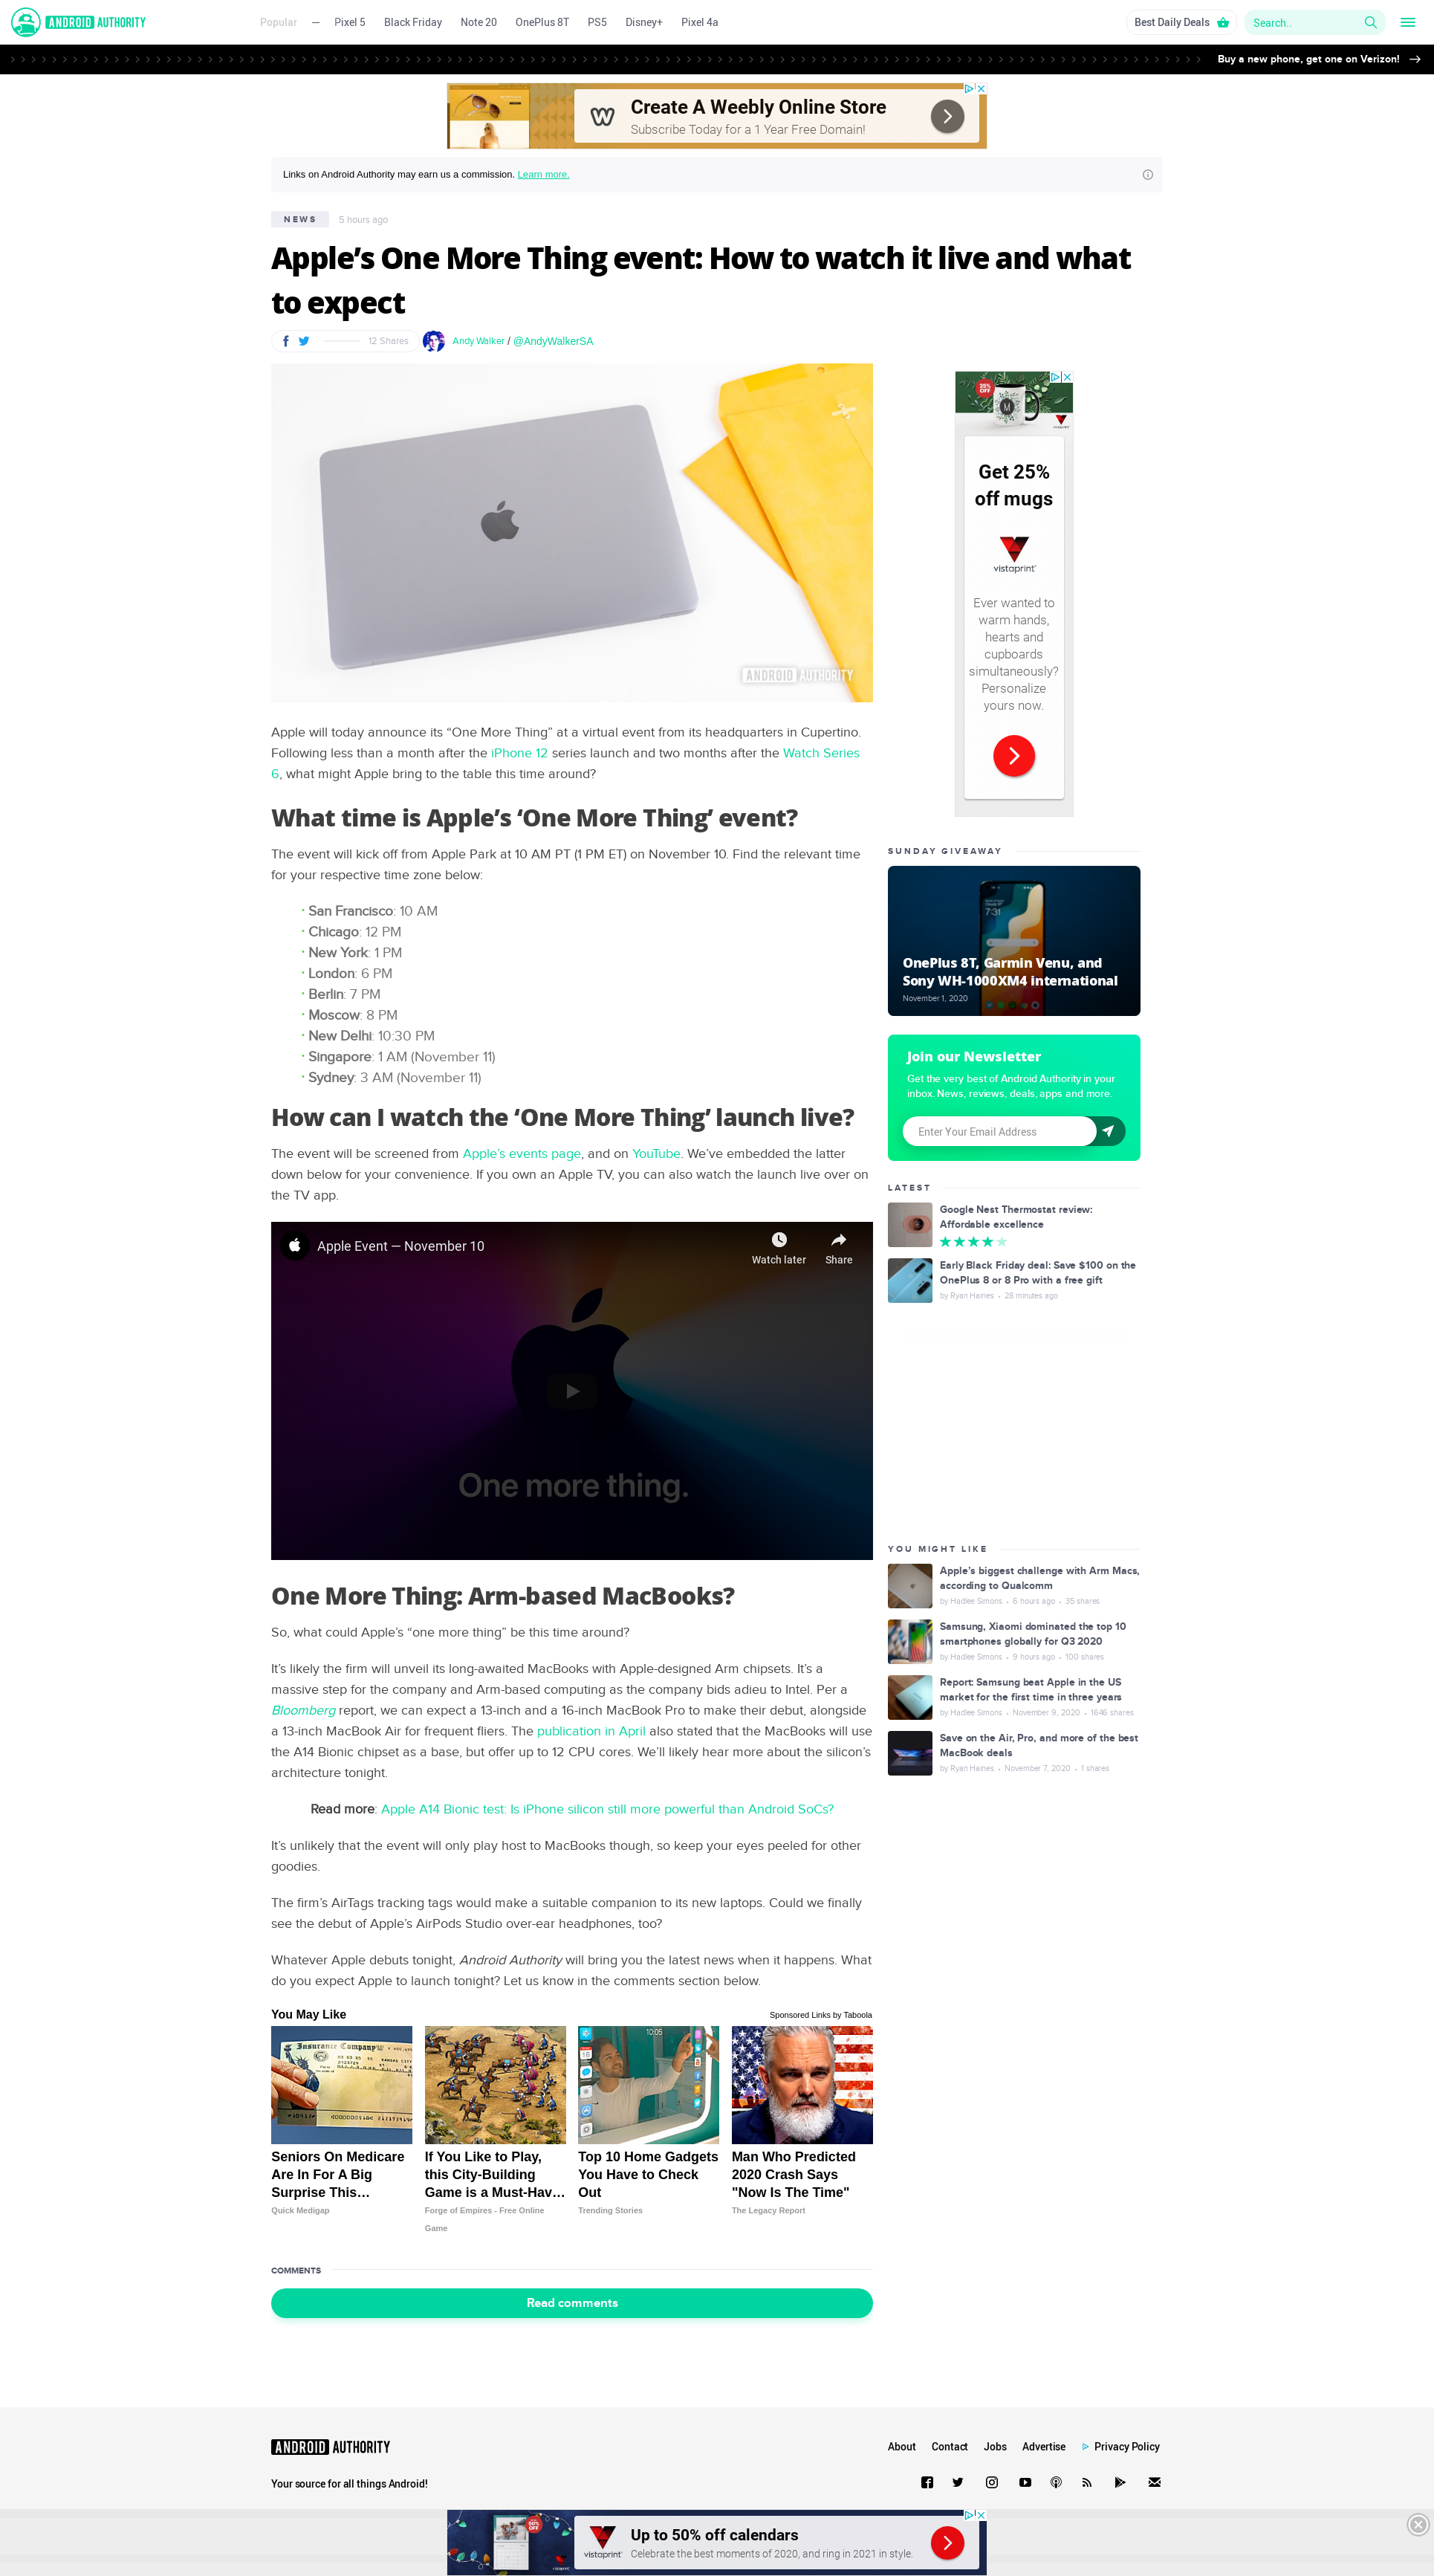 ANDROID AUTHORITY
Popular — Pixel 5 Black Friday Note 20 OnePlus 8T PS5 Disney+ Pixel 4a
Best Daily Deals
Search..
Buy a new phone, get one on Verizon!
Create A Weebly Online Store
Subscribe Today for a 1 Year Free Domain!
Links on Android Authority may earn us a commission. Learn more.
NEWS
5 hours ago
Apple’s One More Thing event: How to watch it live and what
to expect
12 Shares
Andy Walker / @AndyWalkerSA
ANDROID AUTHORITY
Apple will today announce its “One More Thing” at a virtual event from its headquarters in Cupertino.
Following less than a month after the iPhone 12 series launch and two months after the Watch Series
6, what might Apple bring to the table this time around?
What time is Apple’s ‘One More Thing’ event?
The event will kick off from Apple Park at 10 AM PT (1 PM ET) on November 10. Find the relevant time
for your respective time zone below:
San Francisco: 10 AM
Chicago: 12 PM
New York: 1 PM
London: 6 PM
Berlin: 7 PM
Moscow: 8 PM
New Delhi: 10:30 PM
Singapore: 1 AM (November 11)
Sydney: 3 AM (November 11)
How can I watch the ‘One More Thing’ launch live?
The event will be screened from Apple’s events page, and on YouTube. We’ve embedded the latter
down below for your convenience. If you own an Apple TV, you can also watch the launch live over on
the TV app.
Apple Event — November 10
Watch later
Share
One more thing.
One More Thing: Arm-based MacBooks?
So, what could Apple’s “one more thing” be this time around?
It’s likely the firm will unveil its long-awaited MacBooks with Apple-designed Arm chipsets. It’s a
massive step for the company and Arm-based computing as the company bids adieu to Intel. Per a
Bloomberg report, we can expect a 13-inch and a 16-inch MacBook Pro to make their debut, alongside
a 13-inch MacBook Air for frequent fliers. The publication in April also stated that the MacBooks will use
the A14 Bionic chipset as a base, but offer up to 12 CPU cores. We’ll likely hear more about the silicon’s
architecture tonight.
Read more: Apple A14 Bionic test: Is iPhone silicon still more powerful than Android SoCs?
It’s unlikely that the event will only play host to MacBooks though, so keep your eyes peeled for other
goodies.
The firm’s AirTags tracking tags would make a suitable companion to its new laptops. Could we finally
see the debut of Apple’s AirPods Studio over-ear headphones, too?
Whatever Apple debuts tonight, Android Authority will bring you the latest news when it happens. What
do you expect Apple to launch tonight? Let us know in the comments section below.
You May Like
Sponsored Links by Taboola
Insurance Company
10:05
Seniors On Medicare
Are In For A Big
Surprise This…
Quick Medigap
If You Like to Play,
this City-Building
Game is a Must-Hav…
Forge of Empires - Free Online
Game
Top 10 Home Gadgets
You Have to Check
Out
Trending Stories
Man Who Predicted
2020 Crash Says
"Now Is The Time"
The Legacy Report
COMMENTS
Read comments
25% OFF
M
Get 25%
off mugs
vistaprint
Ever wanted to
warm hands,
hearts and
cupboards
simultaneously?
Personalize
yours now.
SUNDAY GIVEAWAY
7:31
OnePlus 8T, Garmin Venu, and
Sony WH-1000XM4 international
November 1, 2020
Join our Newsletter
Get the very best of Android Authority in your
inbox. News, reviews, deals, apps and more.
Enter Your Email Address
LATEST
Google Nest Thermostat review:
Affordable excellence
Early Black Friday deal: Save $100 on the
OnePlus 8 or 8 Pro with a free gift
by Ryan Haines • 28 minutes ago
YOU MIGHT LIKE
Apple’s biggest challenge with Arm Macs,
according to Qualcomm
by Hadlee Simons • 6 hours ago • 35 shares
Samsung, Xiaomi dominated the top 10
smartphones globally for Q3 2020
by Hadlee Simons • 9 hours ago • 100 shares
Report: Samsung beat Apple in the US
market for the first time in three years
by Hadlee Simons • November 9, 2020 • 1646 shares
Save on the Air, Pro, and more of the best
MacBook deals
by Ryan Haines • November 7, 2020 • 1 shares
ANDROID AUTHORITY
Your source for all things Android!
About Contact Jobs Advertise Privacy Policy
50% OFF
vistaprint
Up to 50% off calendars
Celebrate the best moments of 2020, and ring in 2021 in style.